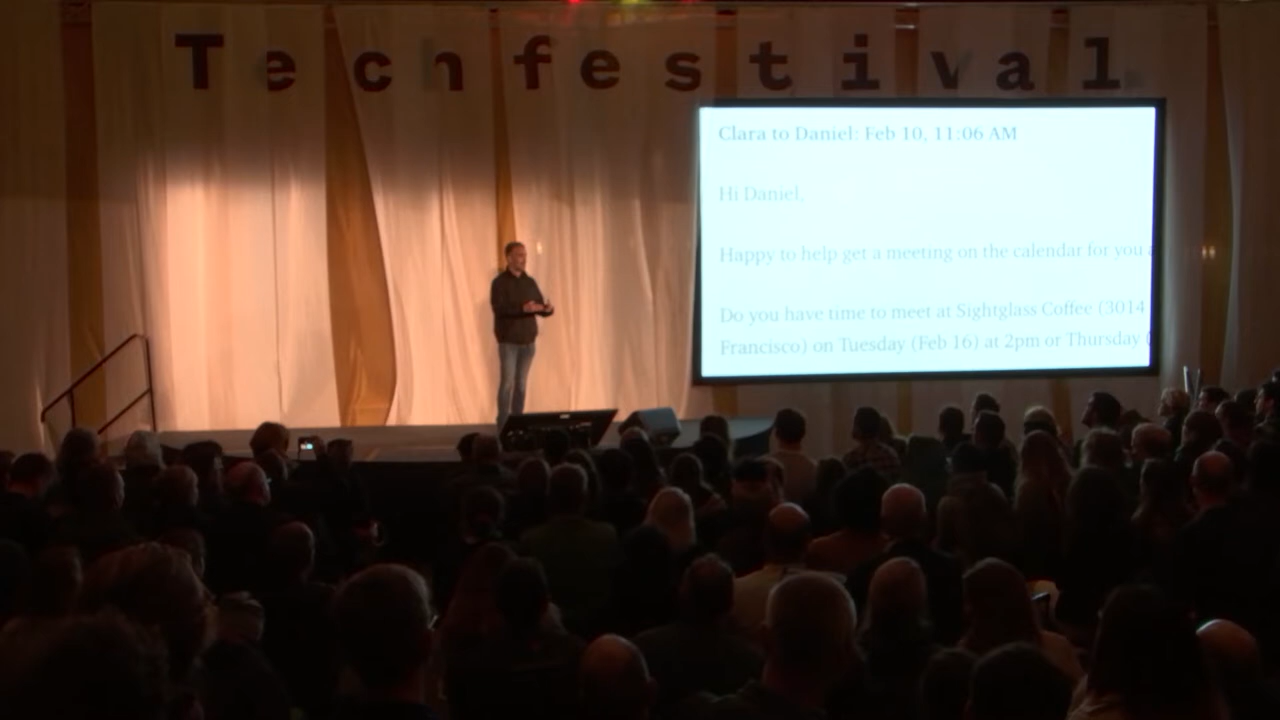 Techfestival
Clara to Daniel: Feb 10, 11:06 AM
Hi Daniel,
Happy to help get a meeting on the calendar for you
Do you have time to meet at Sightglass Coffee (3014
Francisco) on Tuesday (Feb 16) at 2pm or Thursday (